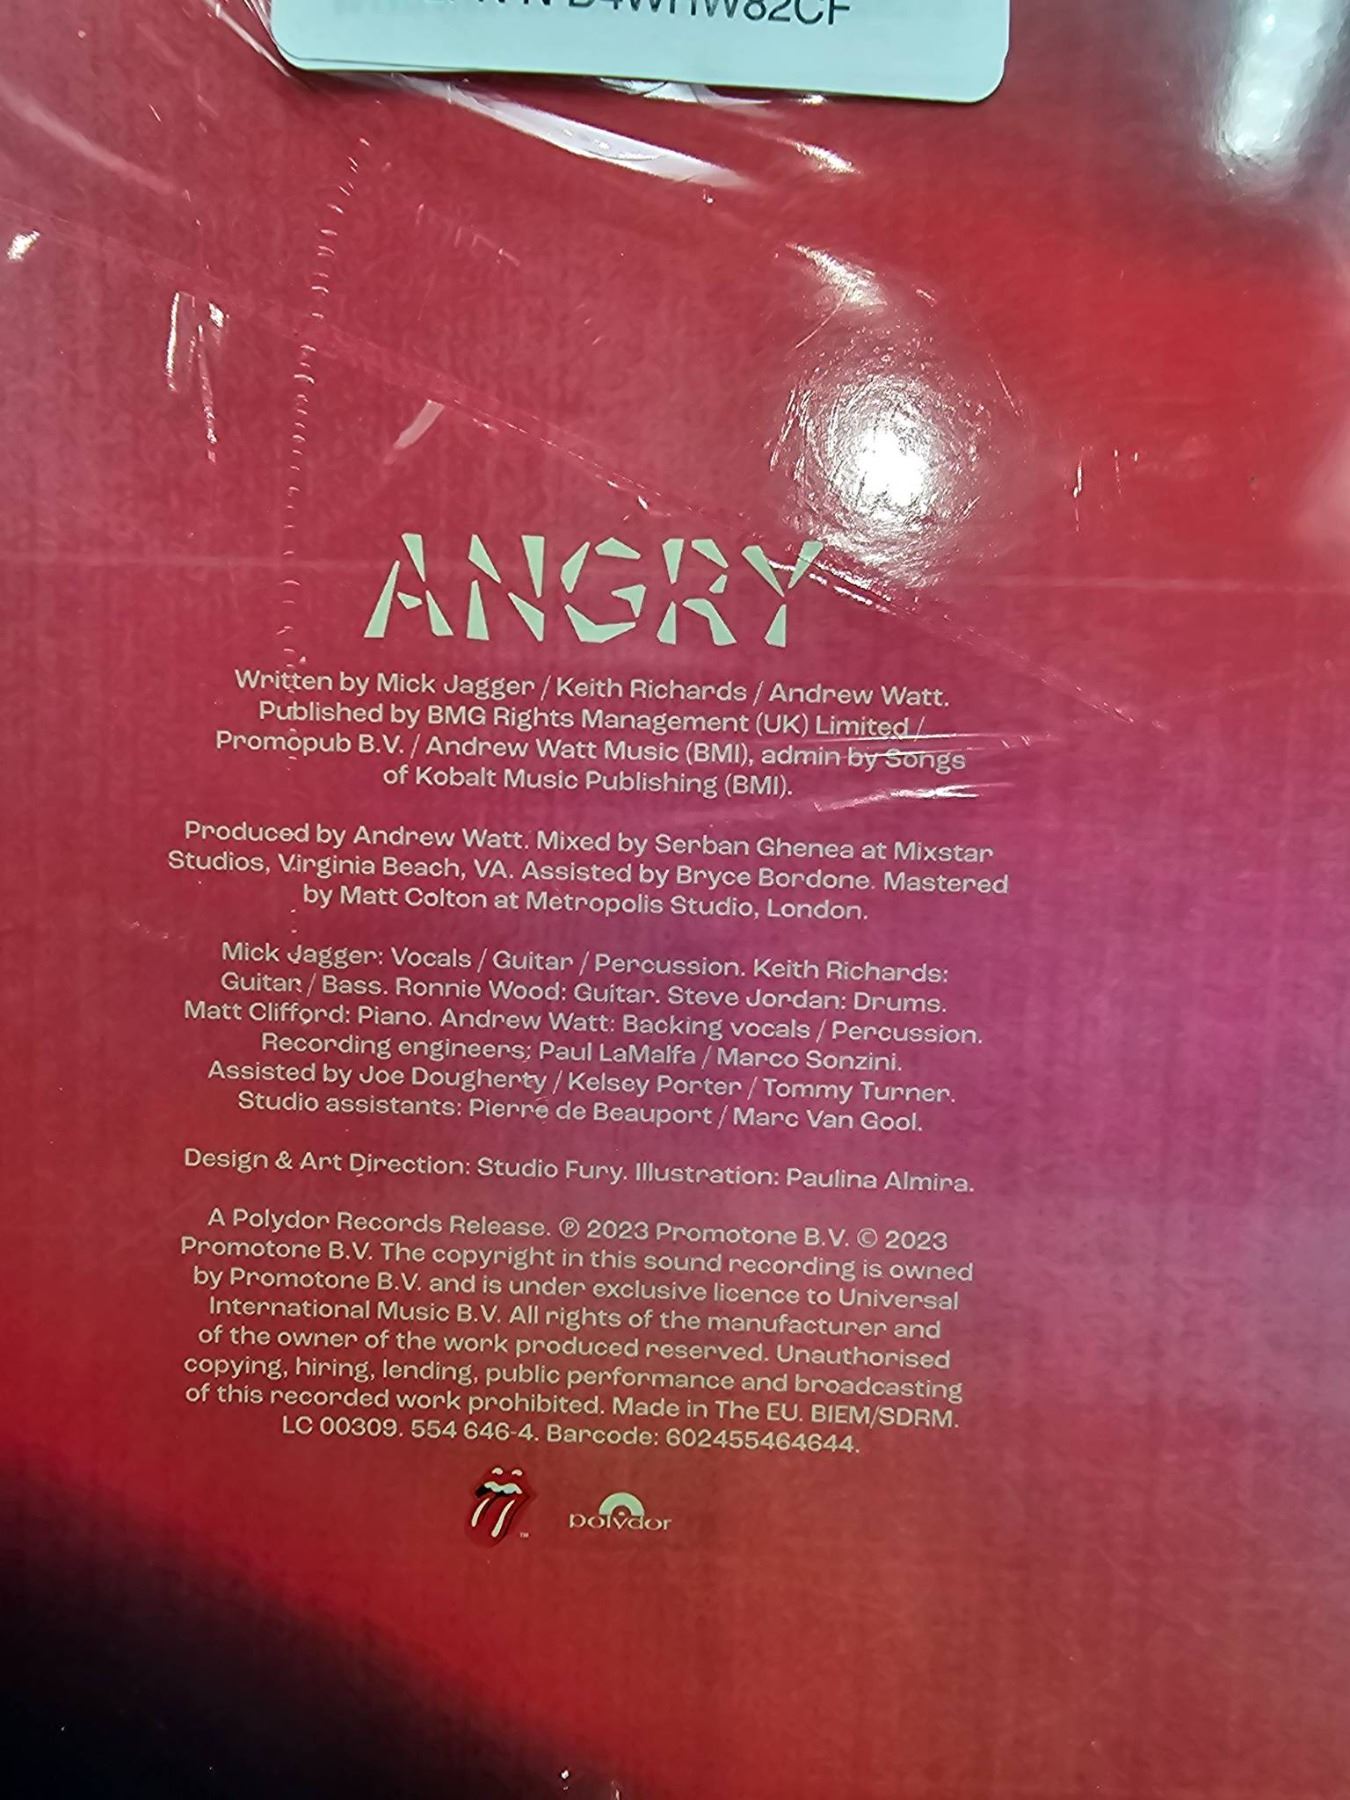 B4WHW82CF
ANGRY
Written by Mick Jagger / Keith Richards / Andrew Watt.
Published by BMG Rights Management (UK) Limited /
Promopub B.V. / Andrew Watt Music (BMI), admin by Songs
of Kobalt Music Publishing (BMI).
Produced by Andrew Watt. Mixed by Serban Ghenea at Mixstar
Studios, Virginia Beach, VA. Assisted by Bryce Bordone. Mastered
by Matt Colton at Metropolis Studio, London.
Mick Jagger: Vocals / Guitar / Percussion. Keith Richards:
Guitar / Bass. Ronnie Wood: Guitar. Steve Jordan: Drums.
Matt Clifford: Piano. Andrew Watt: Backing vocals / Percussion.
Recording engineers; Paul LaMalfa / Marco Sonzini.
Assisted by Joe Dougherty / Kelsey Porter / Tommy Turner.
Studio assistants: Pierre de Beauport / Marc Van Gool.
Design & Art Direction: Studio Fury. Illustration: Paulina Almira.
A Polydor Records Release. ℗ 2023 Promotone B.V. © 2023
Promotone B.V. The copyright in this sound recording is owned
by Promotone B.V. and is under exclusive licence to Universal
International Music B.V. All rights of the manufacturer and
of the owner of the work produced reserved. Unauthorised
copying, hiring, lending, public performance and broadcasting
of this recorded work prohibited. Made in The EU. BIEM/SDRM.
LC 00309. 554 646-4. Barcode: 602455464644.
TM
polydor